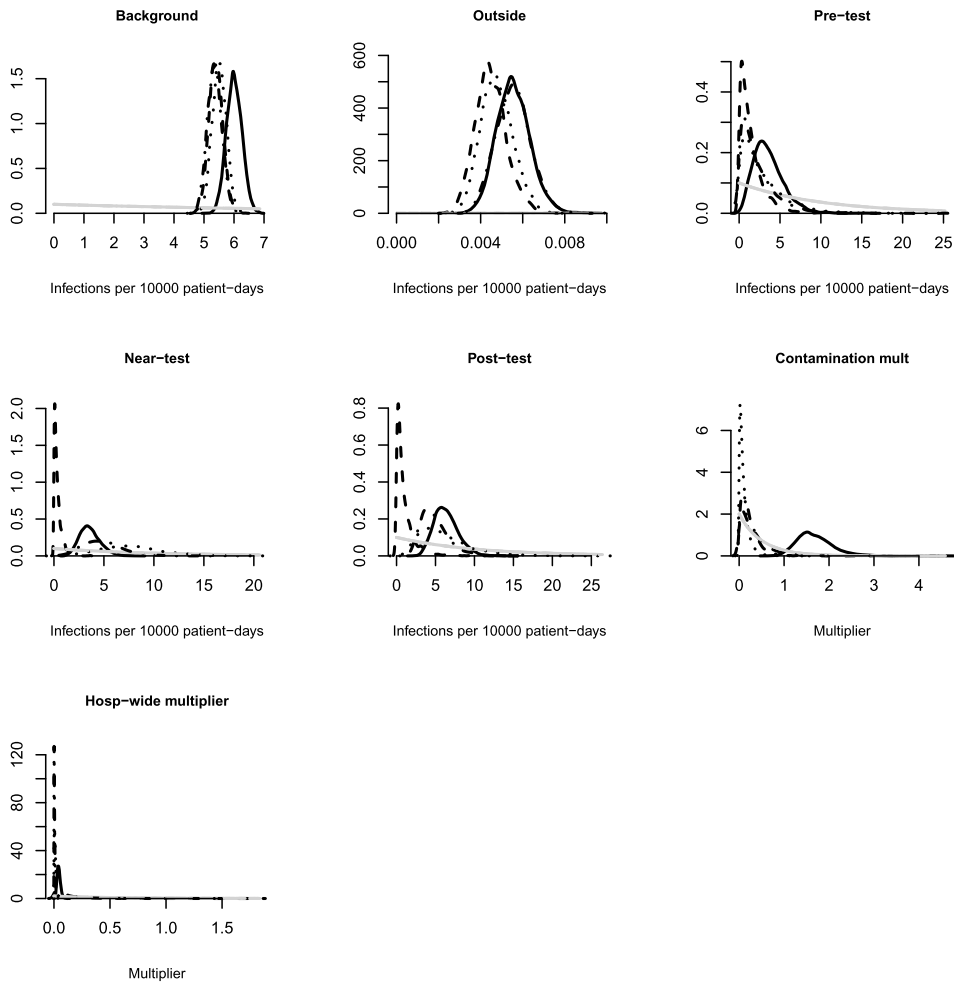 Background
0.0 0.5 1.0 1.5
0 1 2 3 4 5 6 7
Infections per 10000 patient−days
Outside
0 200 400 600
0.000 0.004 0.008
Infections per 10000 patient−days
Pre−test
0.0 0.2 0.4
0 5 10 15 20 25
Infections per 10000 patient−days
Near−test
0.0 0.5 1.0 1.5 2.0
0 5 10 15 20
Infections per 10000 patient−days
Post−test
0.0 0.2 0.4 0.6 0.8
0 5 10 15 20 25
Infections per 10000 patient−days
Contamination mult
0 2 4 6
0 1 2 3 4
Multiplier
Hosp−wide multiplier
0 40 80 120
0.0 0.5 1.0 1.5
Multiplier